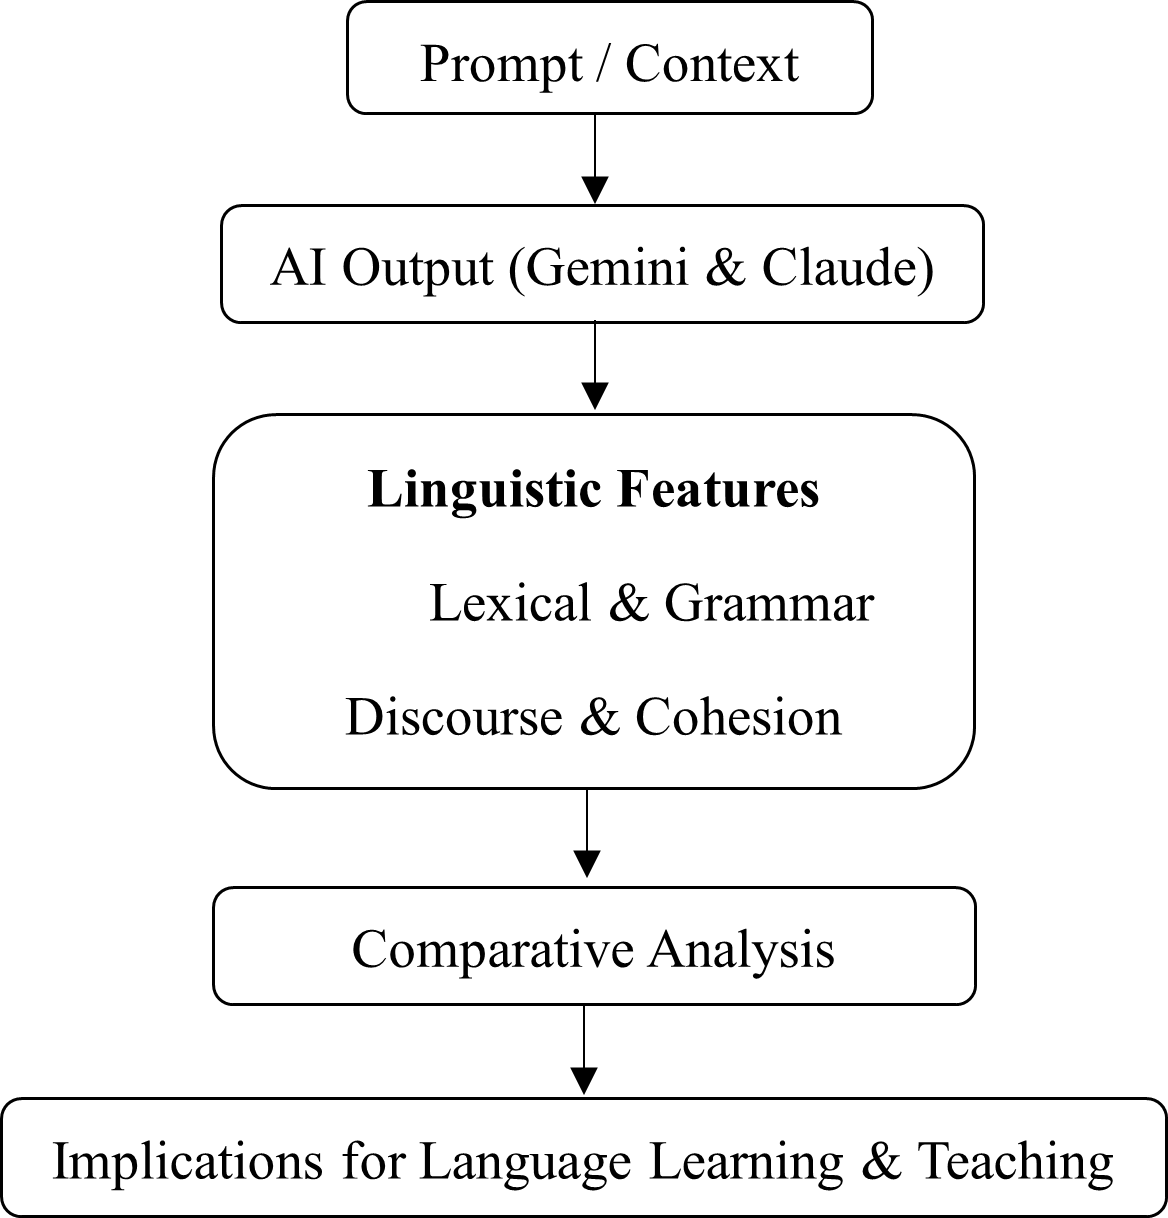 Prompt / Context
AI Output (Gemini & Claude)
Linguistic Features
Lexical & Grammar
Discourse & Cohesion
Comparative Analysis
Implications for Language Learning & Teaching